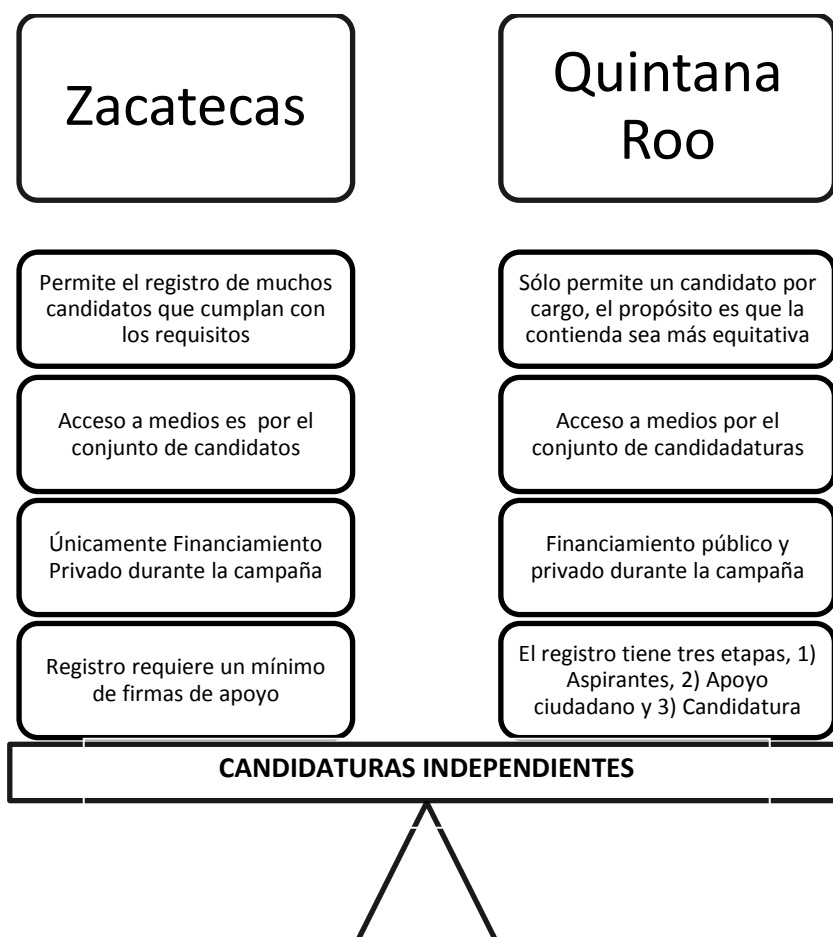 Zacatecas
Quintana
Roo
Permite el registro de muchos
candidatos que cumplan con
los requisitos
Sólo permite un candidato por
cargo, el propósito es que la
contienda sea más equitativa
Acceso a medios es  por el
conjunto de candidatos
Acceso a medios por el
conjunto de candidadaturas
Únicamente Financiamiento
Privado durante la campaña
Financiamiento público y
privado durante la campaña
Registro requiere un mínimo
de firmas de apoyo
El registro tiene tres etapas, 1)
Aspirantes, 2) Apoyo
ciudadano y 3) Candidatura
CANDIDATURAS INDEPENDIENTES